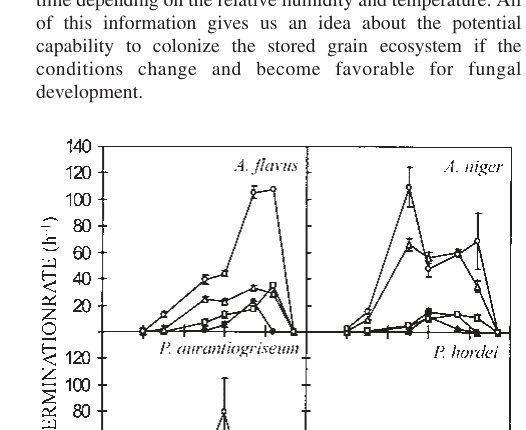 time depending on the relative humidity and temperature. All
of this information gives us an idea about the potential
capability to colonize the stored grain ecosystem if the
conditions change and become favorable for fungal
development.
140
120
100
80
60
40
20
A. flavus
A. niger
ERMINATIONRATE (h⁻¹)
P. aurantiogriseum
P. hordei
120
100
80